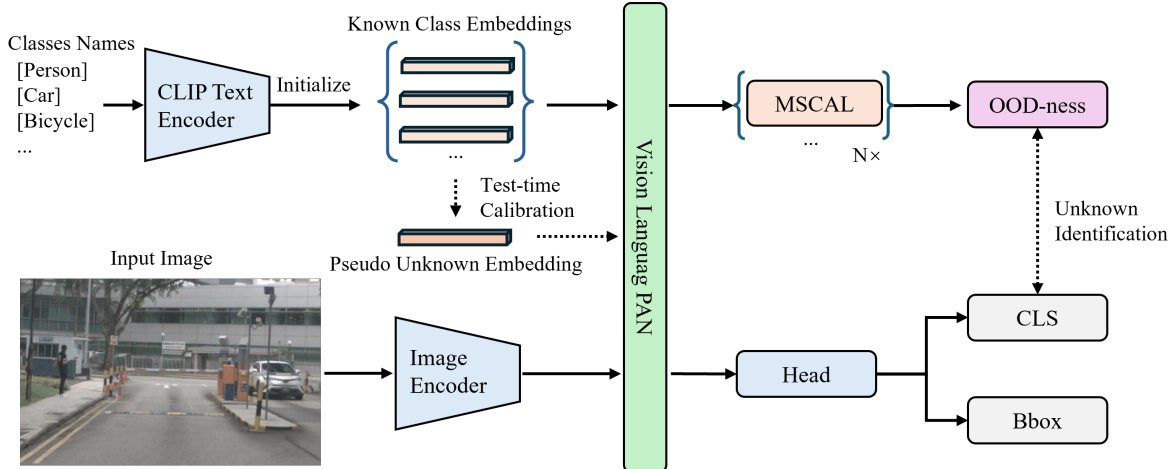 Classes Names
[Person]
[Car]
[Bicycle]
...
CLIP Text
Encoder
Initialize
Known Class Embeddings
...
Test-time
Calibration
Pseudo Unknown Embedding
Input Image
Image
Encoder
Vision Languag PAN
MSCAL
...
N×
OOD-ness
Unknown
Identification
Head
CLS
Bbox